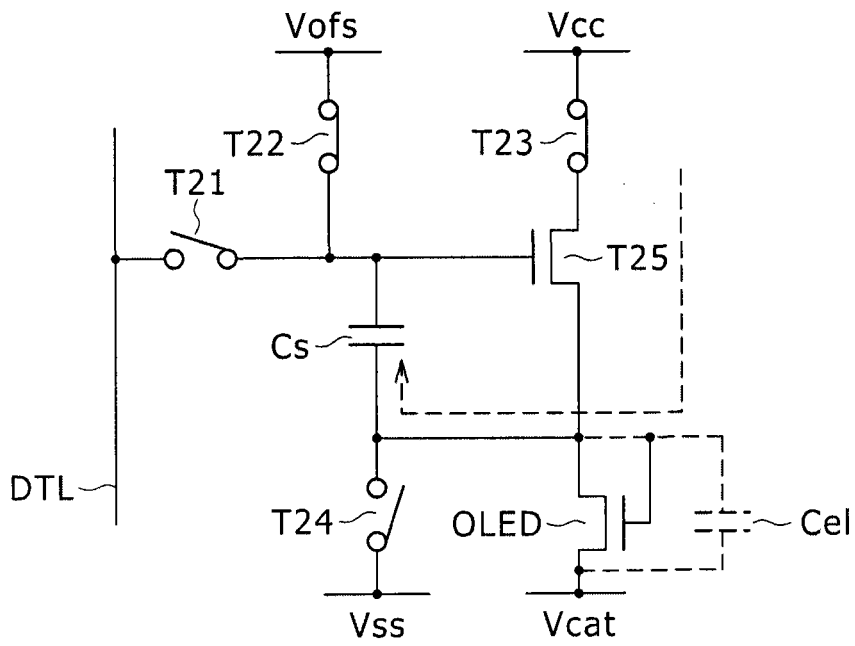 Vofs
Vcc
T22
T23
T21
T25
Cs
DTL
T24
OLED
Cel
Vss
Vcat